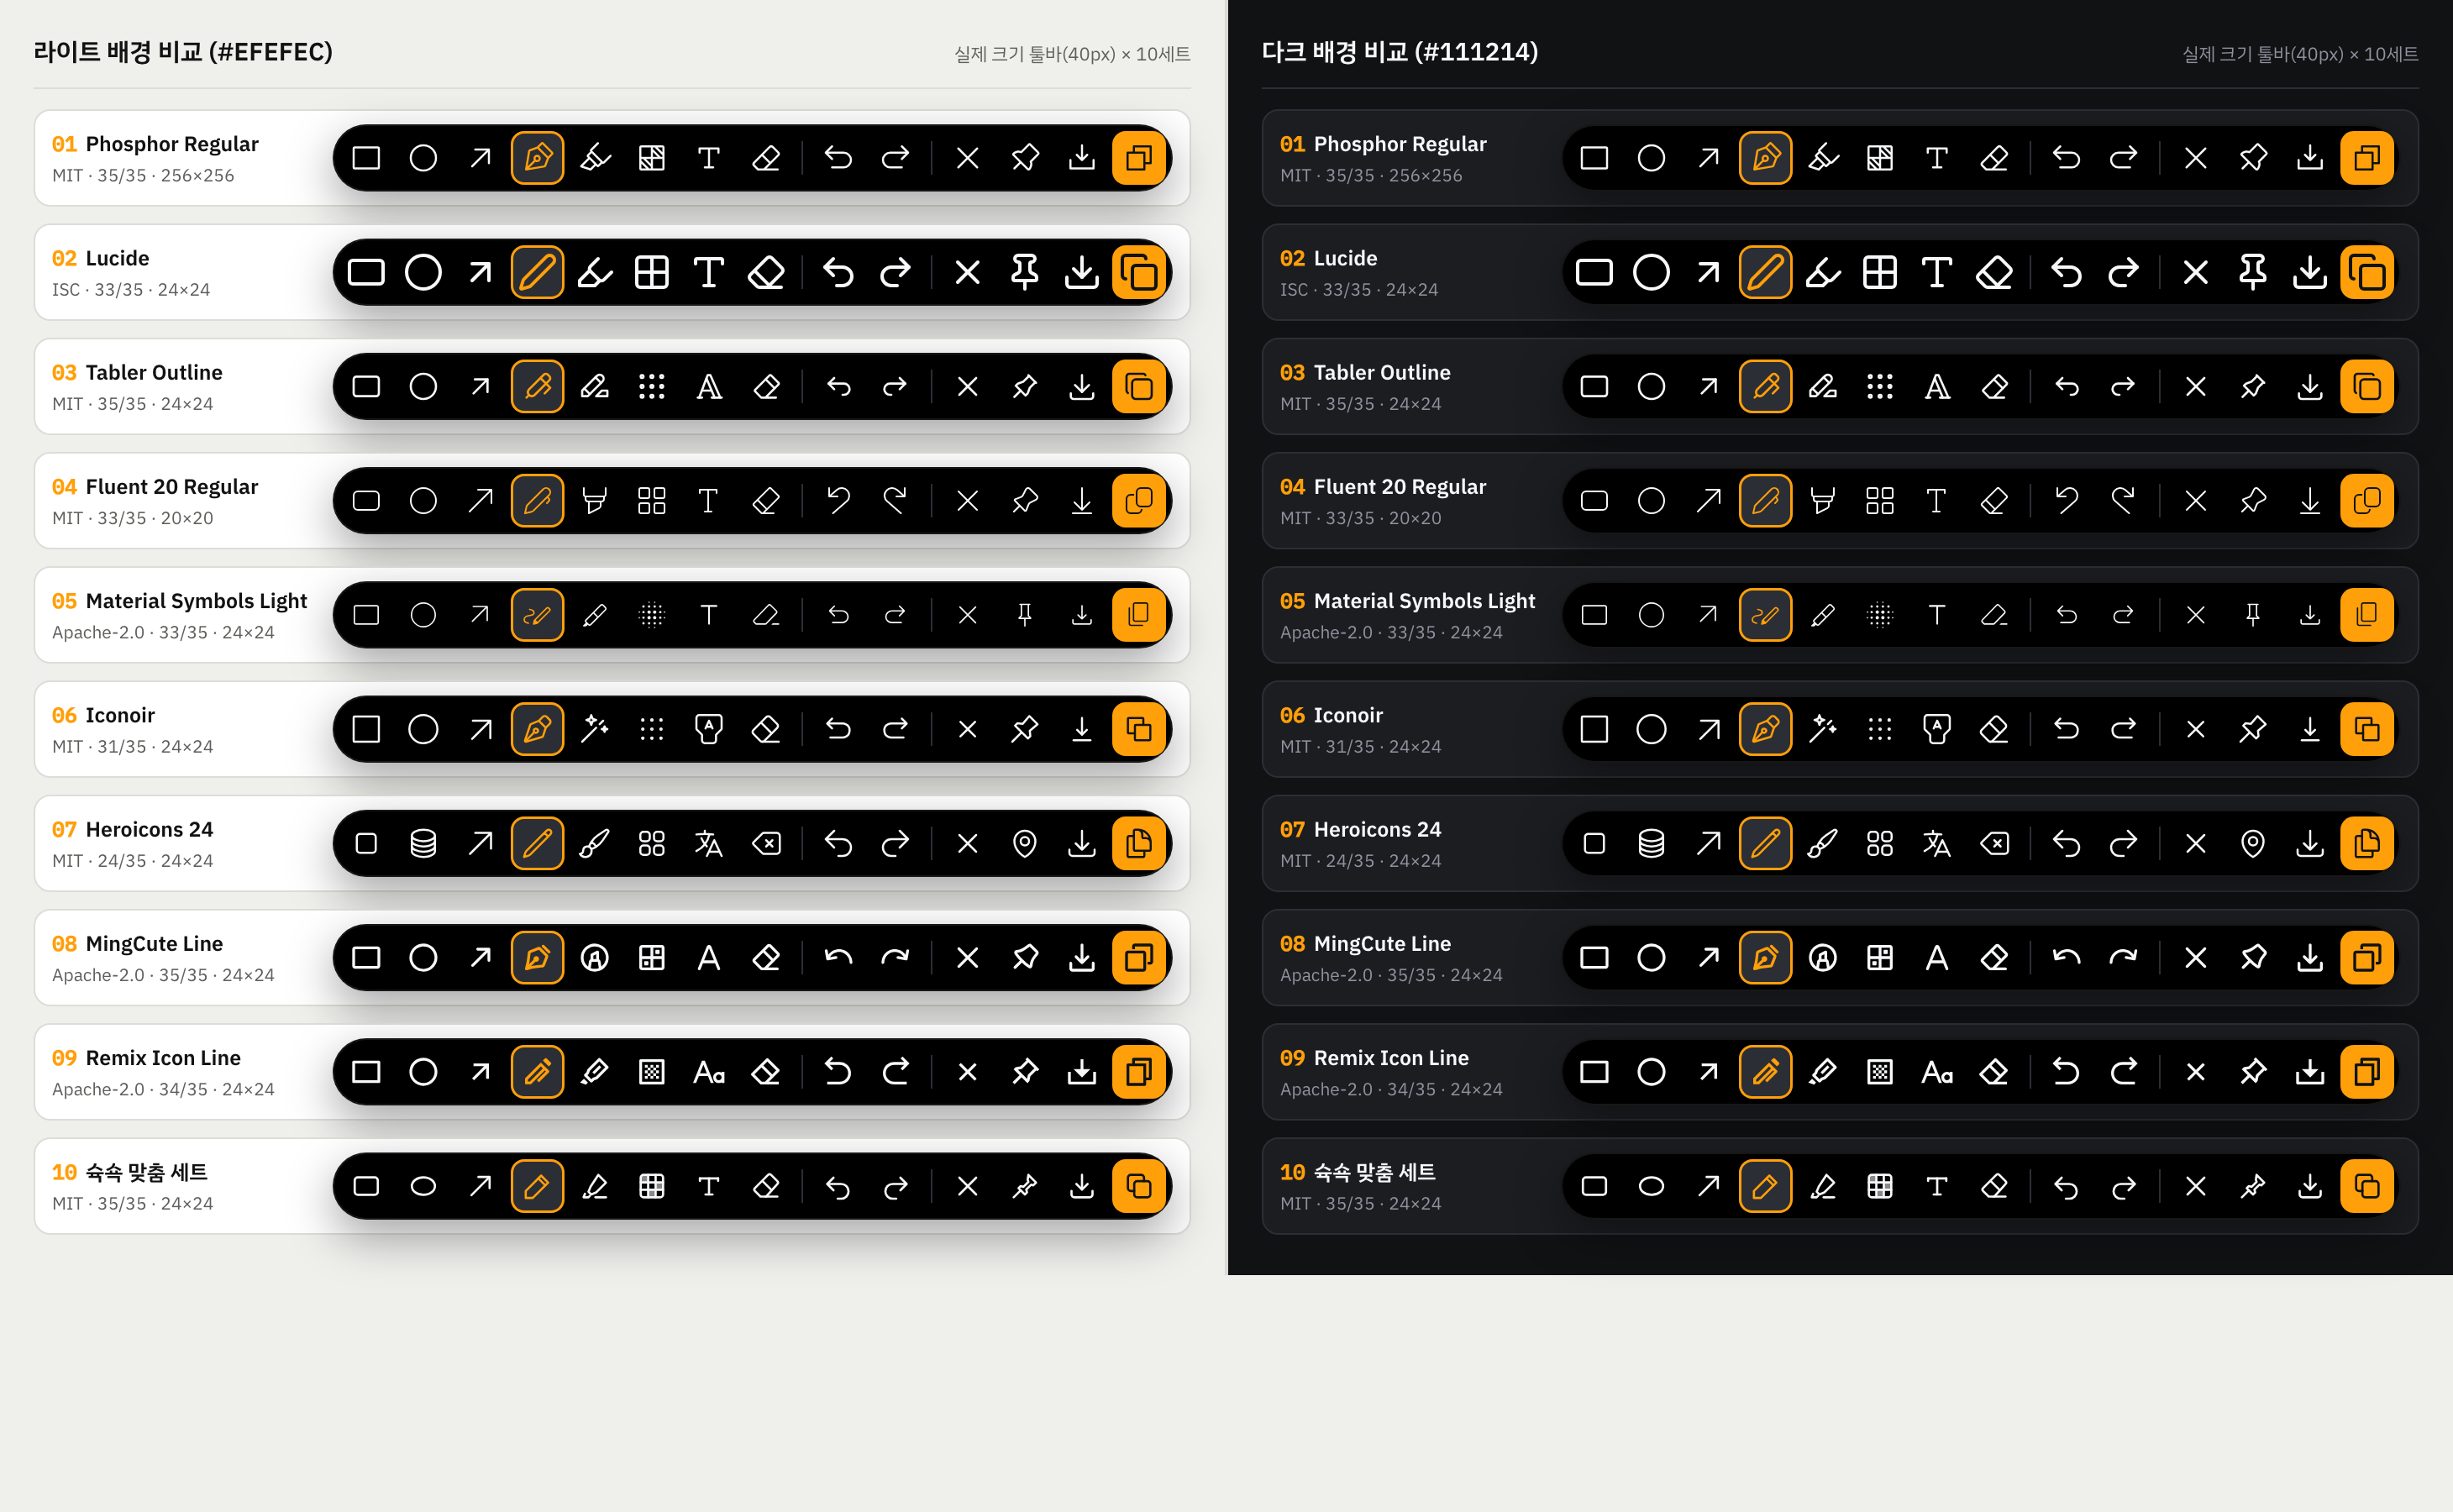 라이트 배경 비교 (#EFEFEC)
실제 크기 툴바(40px) × 10세트
01 Phosphor Regular
MIT · 35/35 · 256×256
02 Lucide
ISC · 33/35 · 24×24
03 Tabler Outline
MIT · 35/35 · 24×24
04 Fluent 20 Regular
MIT · 33/35 · 20×20
05 Material Symbols Light
Apache-2.0 · 33/35 · 24×24
06 Iconoir
MIT · 31/35 · 24×24
07 Heroicons 24
MIT · 24/35 · 24×24
08 MingCute Line
Apache-2.0 · 35/35 · 24×24
09 Remix Icon Line
Apache-2.0 · 34/35 · 24×24
10 슉슉 맞춤 세트
MIT · 35/35 · 24×24
다크 배경 비교 (#111214)
실제 크기 툴바(40px) × 10세트
01 Phosphor Regular
MIT · 35/35 · 256×256
02 Lucide
ISC · 33/35 · 24×24
03 Tabler Outline
MIT · 35/35 · 24×24
04 Fluent 20 Regular
MIT · 33/35 · 20×20
05 Material Symbols Light
Apache-2.0 · 33/35 · 24×24
06 Iconoir
MIT · 31/35 · 24×24
07 Heroicons 24
MIT · 24/35 · 24×24
08 MingCute Line
Apache-2.0 · 35/35 · 24×24
09 Remix Icon Line
Apache-2.0 · 34/35 · 24×24
10 슉슉 맞춤 세트
MIT · 35/35 · 24×24